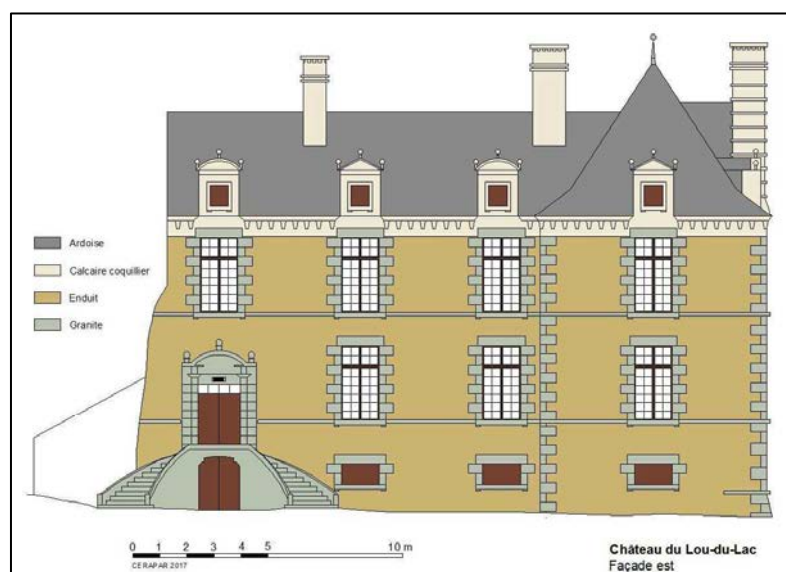 Ardoise
Calcaire coquillier
Enduit
Granite
0 1 2 3 4 5 10 m
CERAPAR 2017
Château du Lou-du-Lac
Façade est